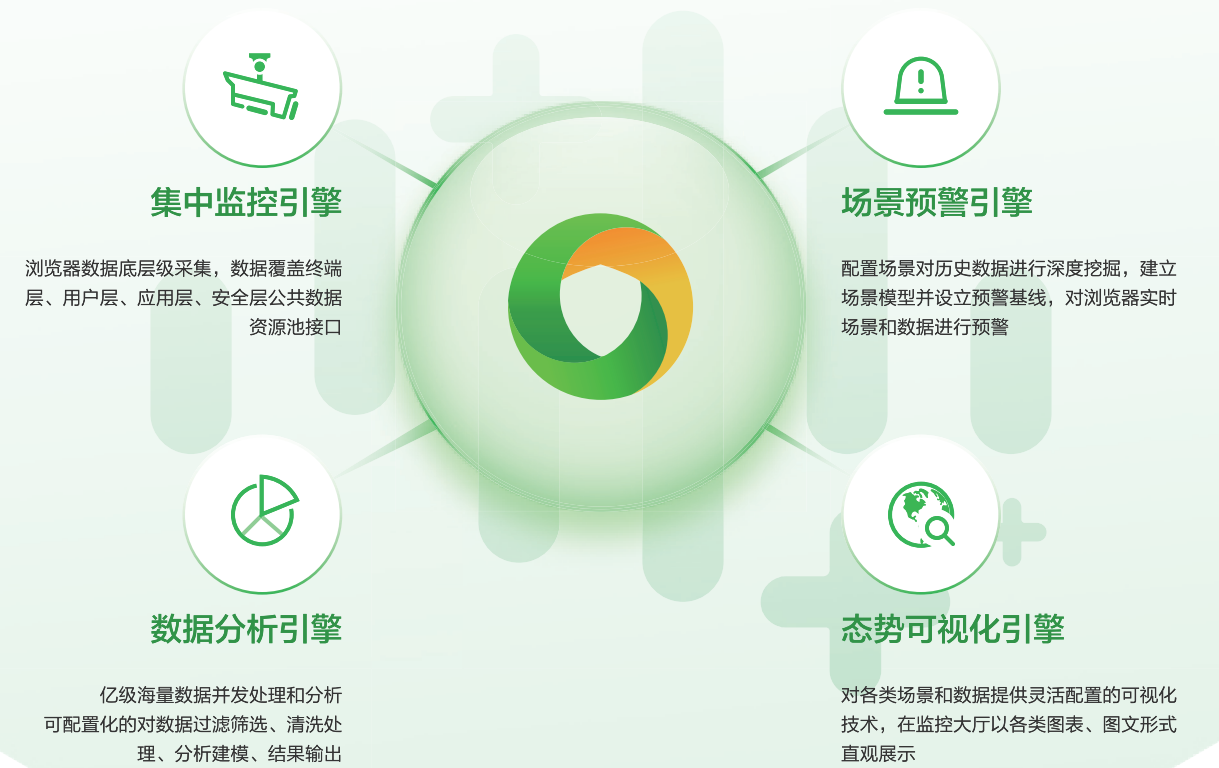 集中监控引擎
浏览器数据底层级采集，数据覆盖终端
层、用户层、应用层、安全层公共数据
资源池接口
场景预警引擎
配置场景对历史数据进行深度挖掘，建立
场景模型并设立预警基线，对浏览器实时
场景和数据进行预警
数据分析引擎
亿级海量数据并发处理和分析
可配置化的对数据过滤筛选、清洗处
理、分析建模、结果输出
态势可视化引擎
对各类场景和数据提供灵活配置的可视化
技术，在监控大厅以各类图表、图文形式
直观展示